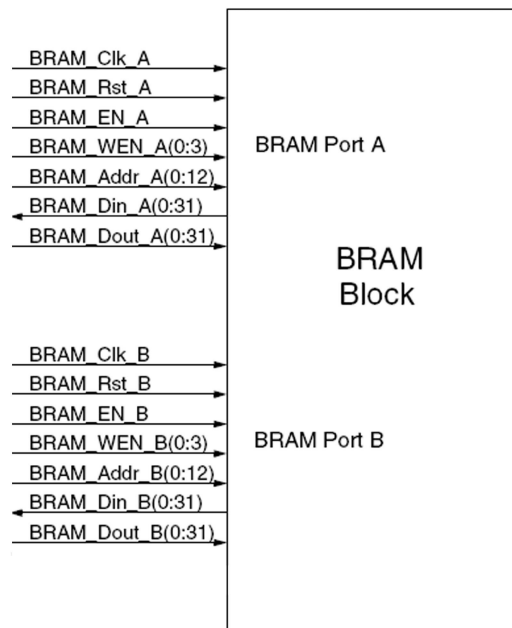 BRAM_Clk_A
BRAM_Rst_A
BRAM_EN_A
BRAM_WEN_A(0:3)
BRAM_Addr_A(0:12)
BRAM_Din_A(0:31)
BRAM_Dout_A(0:31)
BRAM Port A
BRAM
Block
BRAM_Clk_B
BRAM_Rst_B
BRAM_EN_B
BRAM_WEN_B(0:3)
BRAM_Addr_B(0:12)
BRAM_Din_B(0:31)
BRAM_Dout_B(0:31)
BRAM Port B